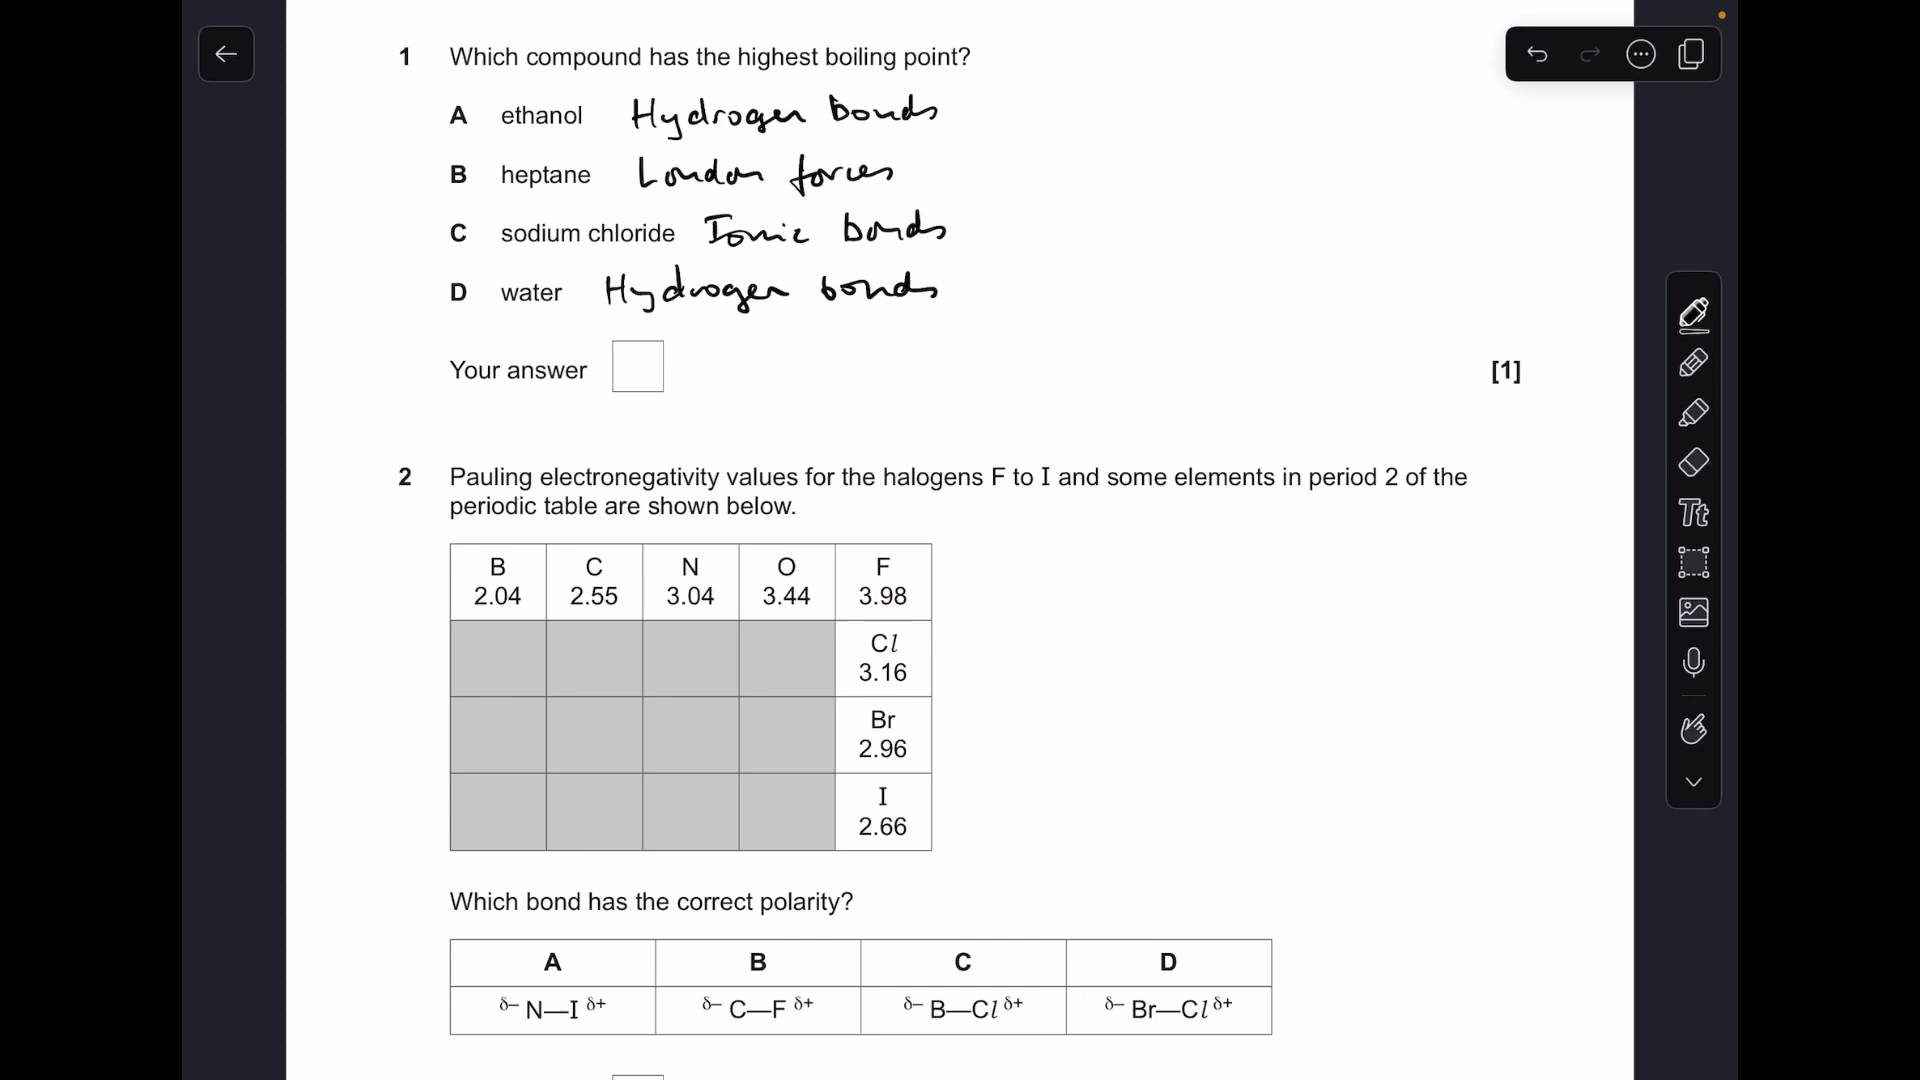 1 Which compound has the highest boiling point?
A ethanol Hydrogen bonds
B heptane London forces
C sodium chloride Ionic bonds
D water Hydrogen bonds
Your answer [1]
2 Pauling electronegativity values for the halogens F to I and some elements in period 2 of the
periodic table are shown below.
B C N O F
2.04 2.55 3.04 3.44 3.98
Cl
3.16
Br
2.96
I
2.66
Which bond has the correct polarity?
A B C D
δ– N—I δ+ δ– C—F δ+ δ– B—Cl δ+ δ– Br—Cl δ+
Tt